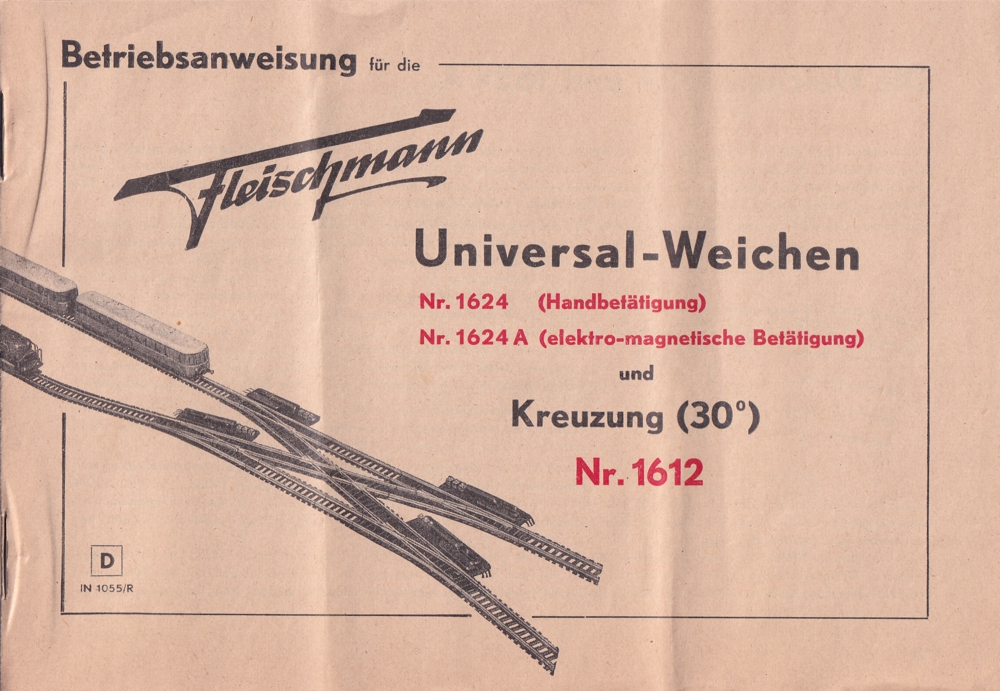 Betriebsanweisung für die
Fleischmann
Universal-Weichen
Nr. 1624 (Handbetätigung)
Nr. 1624 A (elektro-magnetische Betätigung)
und
Kreuzung (30°)
Nr. 1612
D
IN 1055/R